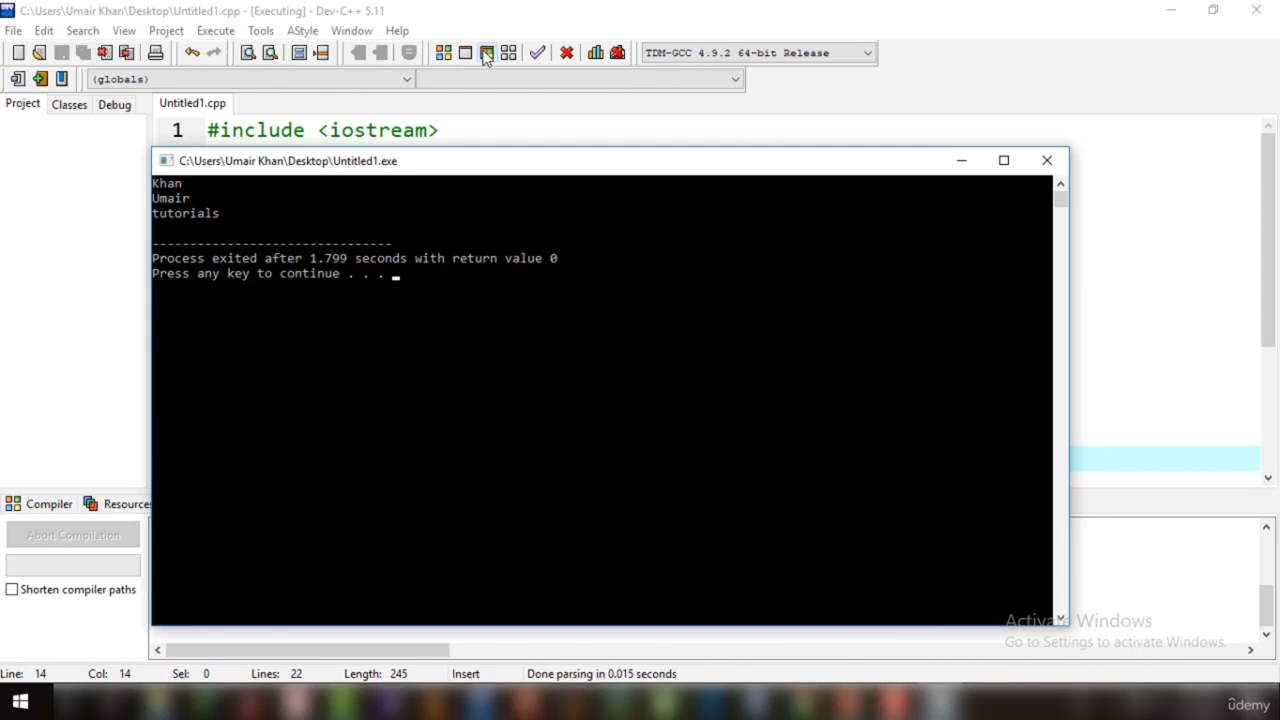 C:\Users\Umair Khan\Desktop\Untitled1.cpp - [Executing] - Dev-C++ 5.11
File Edit Search View Project Execute Tools AStyle Window Help
TDM-GCC 4.9.2 64-bit Release
(globals)
Project Classes Debug Untitled1.cpp
1 #include <iostream>
C:\Users\Umair Khan\Desktop\Untitled1.exe
Khan
Umair
tutorials
--------------------------------
Process exited after 1.799 seconds with return value 0
Press any key to continue . . .
Compiler Resources
Abort Compilation
Shorten compiler paths
Activate Windows
Go to Settings to activate Windows.
Line: 14 Col: 14 Sel: 0 Lines: 22 Length: 245 Insert Done parsing in 0.015 seconds
ûdemy